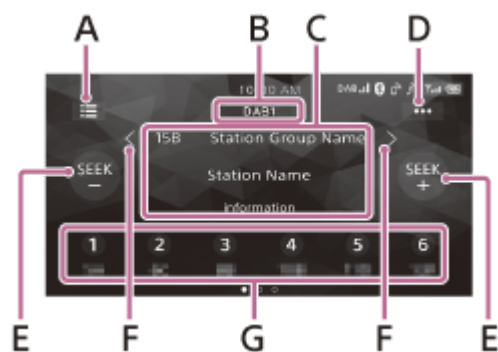 A B C D
10:00 AM DAB
DAB1
15B Station Group Name
SEEK - Station Name SEEK +
information
1 2 3 4 5 6
E F G F E